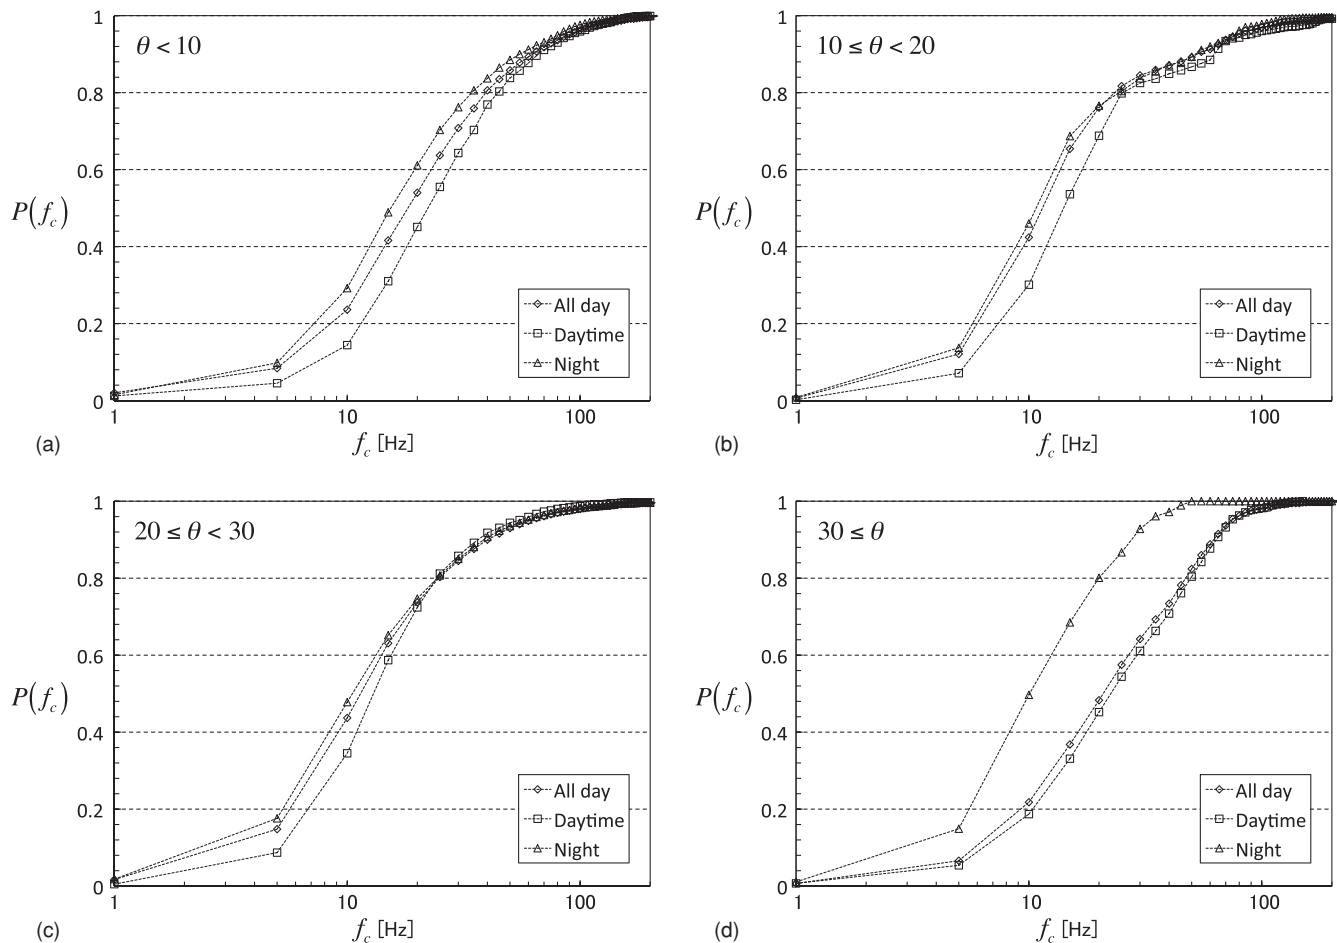 θ < 10
1
0.8
0.6
P(f_c)
0.4
0.2
0
1
10
100
All day
Daytime
Night
(a)
f_c [Hz]
10 ≤ θ < 20
1
0.8
0.6
P(f_c)
0.4
0.2
0
1
10
100
All day
Daytime
Night
(b)
f_c [Hz]
20 ≤ θ < 30
1
0.8
0.6
P(f_c)
0.4
0.2
0
1
10
100
All day
Daytime
Night
(c)
f_c [Hz]
30 ≤ θ
1
0.8
0.6
P(f_c)
0.4
0.2
0
1
10
100
All day
Daytime
Night
(d)
f_c [Hz]